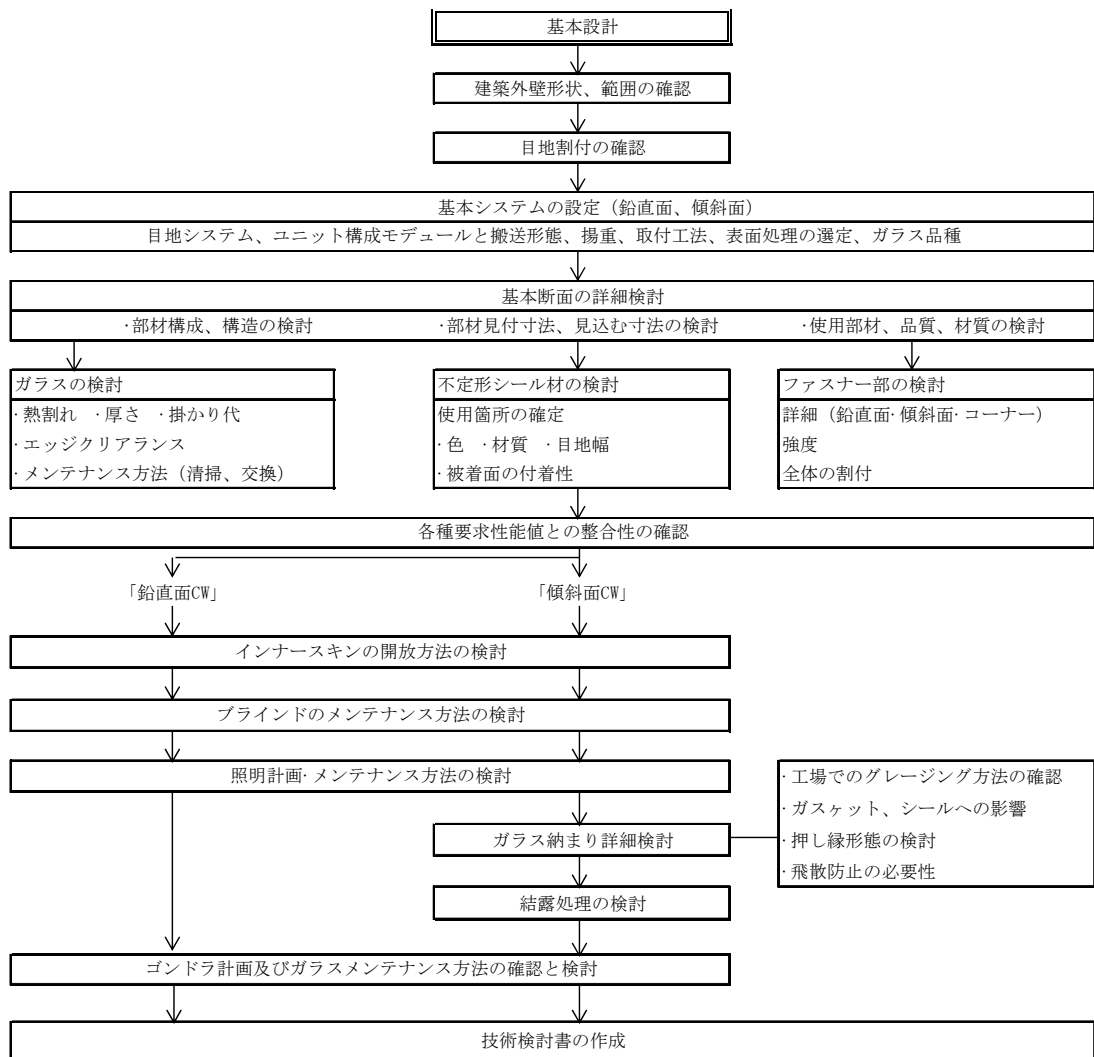 基本設計
建築外壁形状、範囲の確認
目地割付の確認
基本システムの設定（鉛直面、傾斜面）
目地システム、ユニット構成モデュールと搬送形態、揚重、取付工法、表面処理の選定、ガラス品種
基本断面の詳細検討
·部材構成、構造の検討
·部材見付寸法、見込む寸法の検討
·使用部材、品質、材質の検討
ガラスの検討
·熱割れ ·厚さ ·掛かり代
·エッジクリアランス
·メンテナンス方法（清掃、交換）
不定形シール材の検討
使用箇所の確定
·色 ·材質 ·目地幅
·被着面の付着性
ファスナー部の検討
詳細（鉛直面·傾斜面·コーナー）
強度
全体の割付
各種要求性能値との整合性の確認
「鉛直面CW」
「傾斜面CW」
インナースキンの開放方法の検討
ブラインドのメンテナンス方法の検討
照明計画·メンテナンス方法の検討
·工場でのグレージング方法の確認
·ガスヶット、シールへの影響
·押し縁形態の検討
·飛散防止の必要性
ガラス納まり詳細検討
結露処理の検討
ゴンドラ計画及びガラスメンテナンス方法の確認と検討
技術検討書の作成